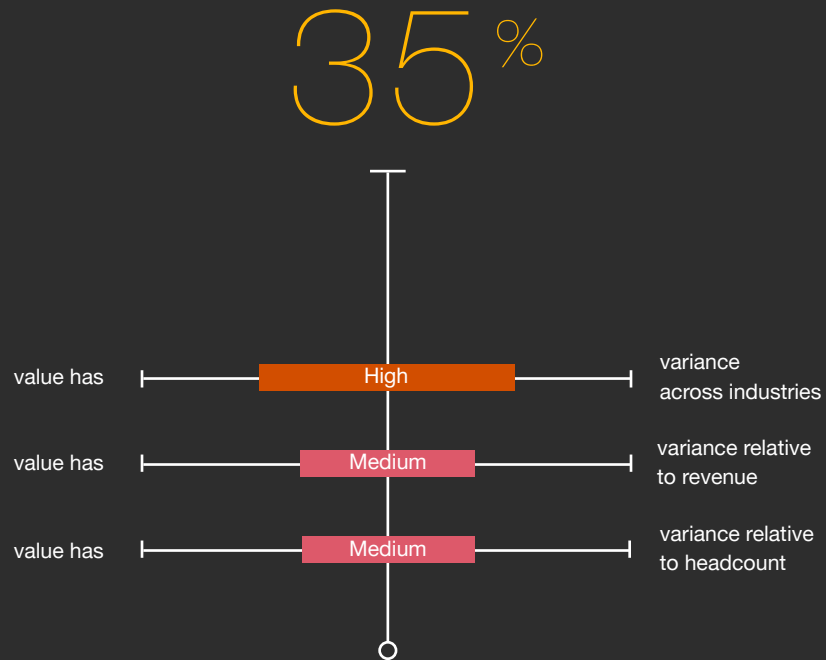 35%
value has
High
variance
across industries
value has
Medium
variance relative
to revenue
value has
Medium
variance relative
to headcount